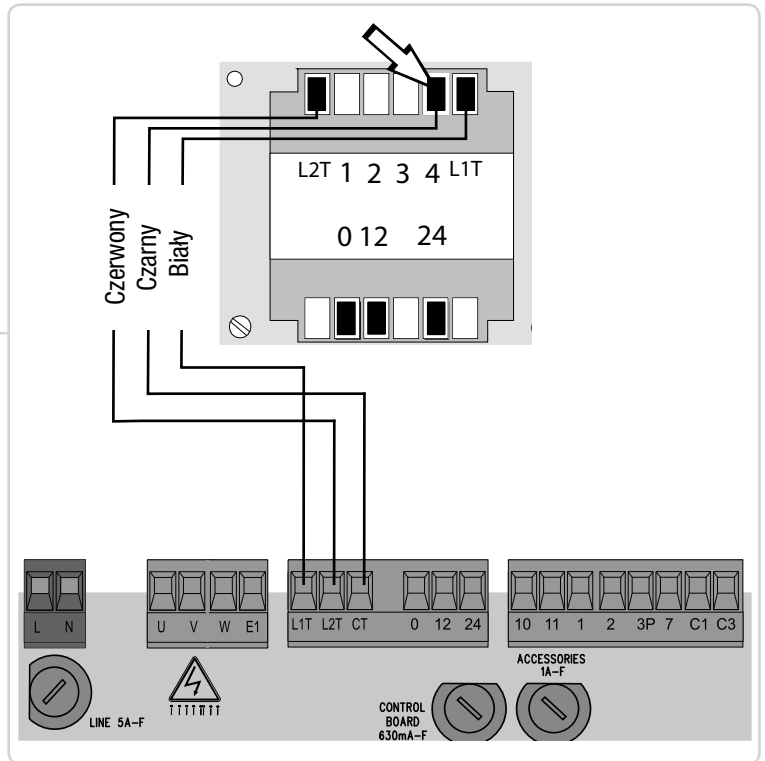 L2T 1 2 3 4 L1T
0 12 24
Czerwony
Czarny
Biały
L N
U V W E1
L1T L2T CT
0 12 24
10 11 1 2 3P 7 C1 C3
LINE 5A-F
CONTROL
BOARD
630mA-F
ACCESSORIES
1A-F